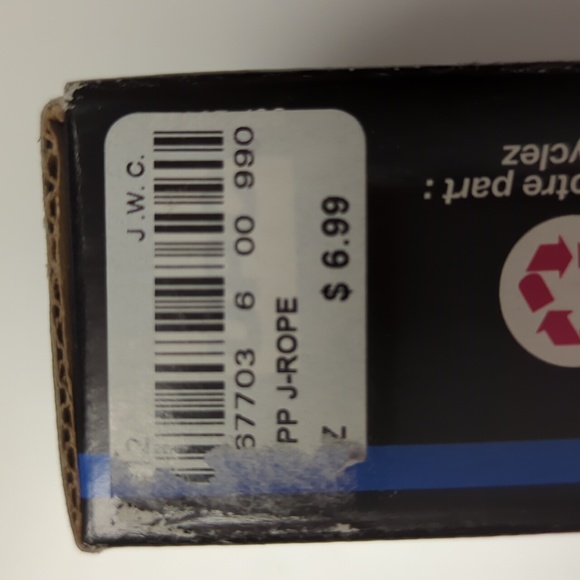 J.W.C.
67703 6 00 990
PP J-ROPE
Z $ 6.99
otre part :
yclez